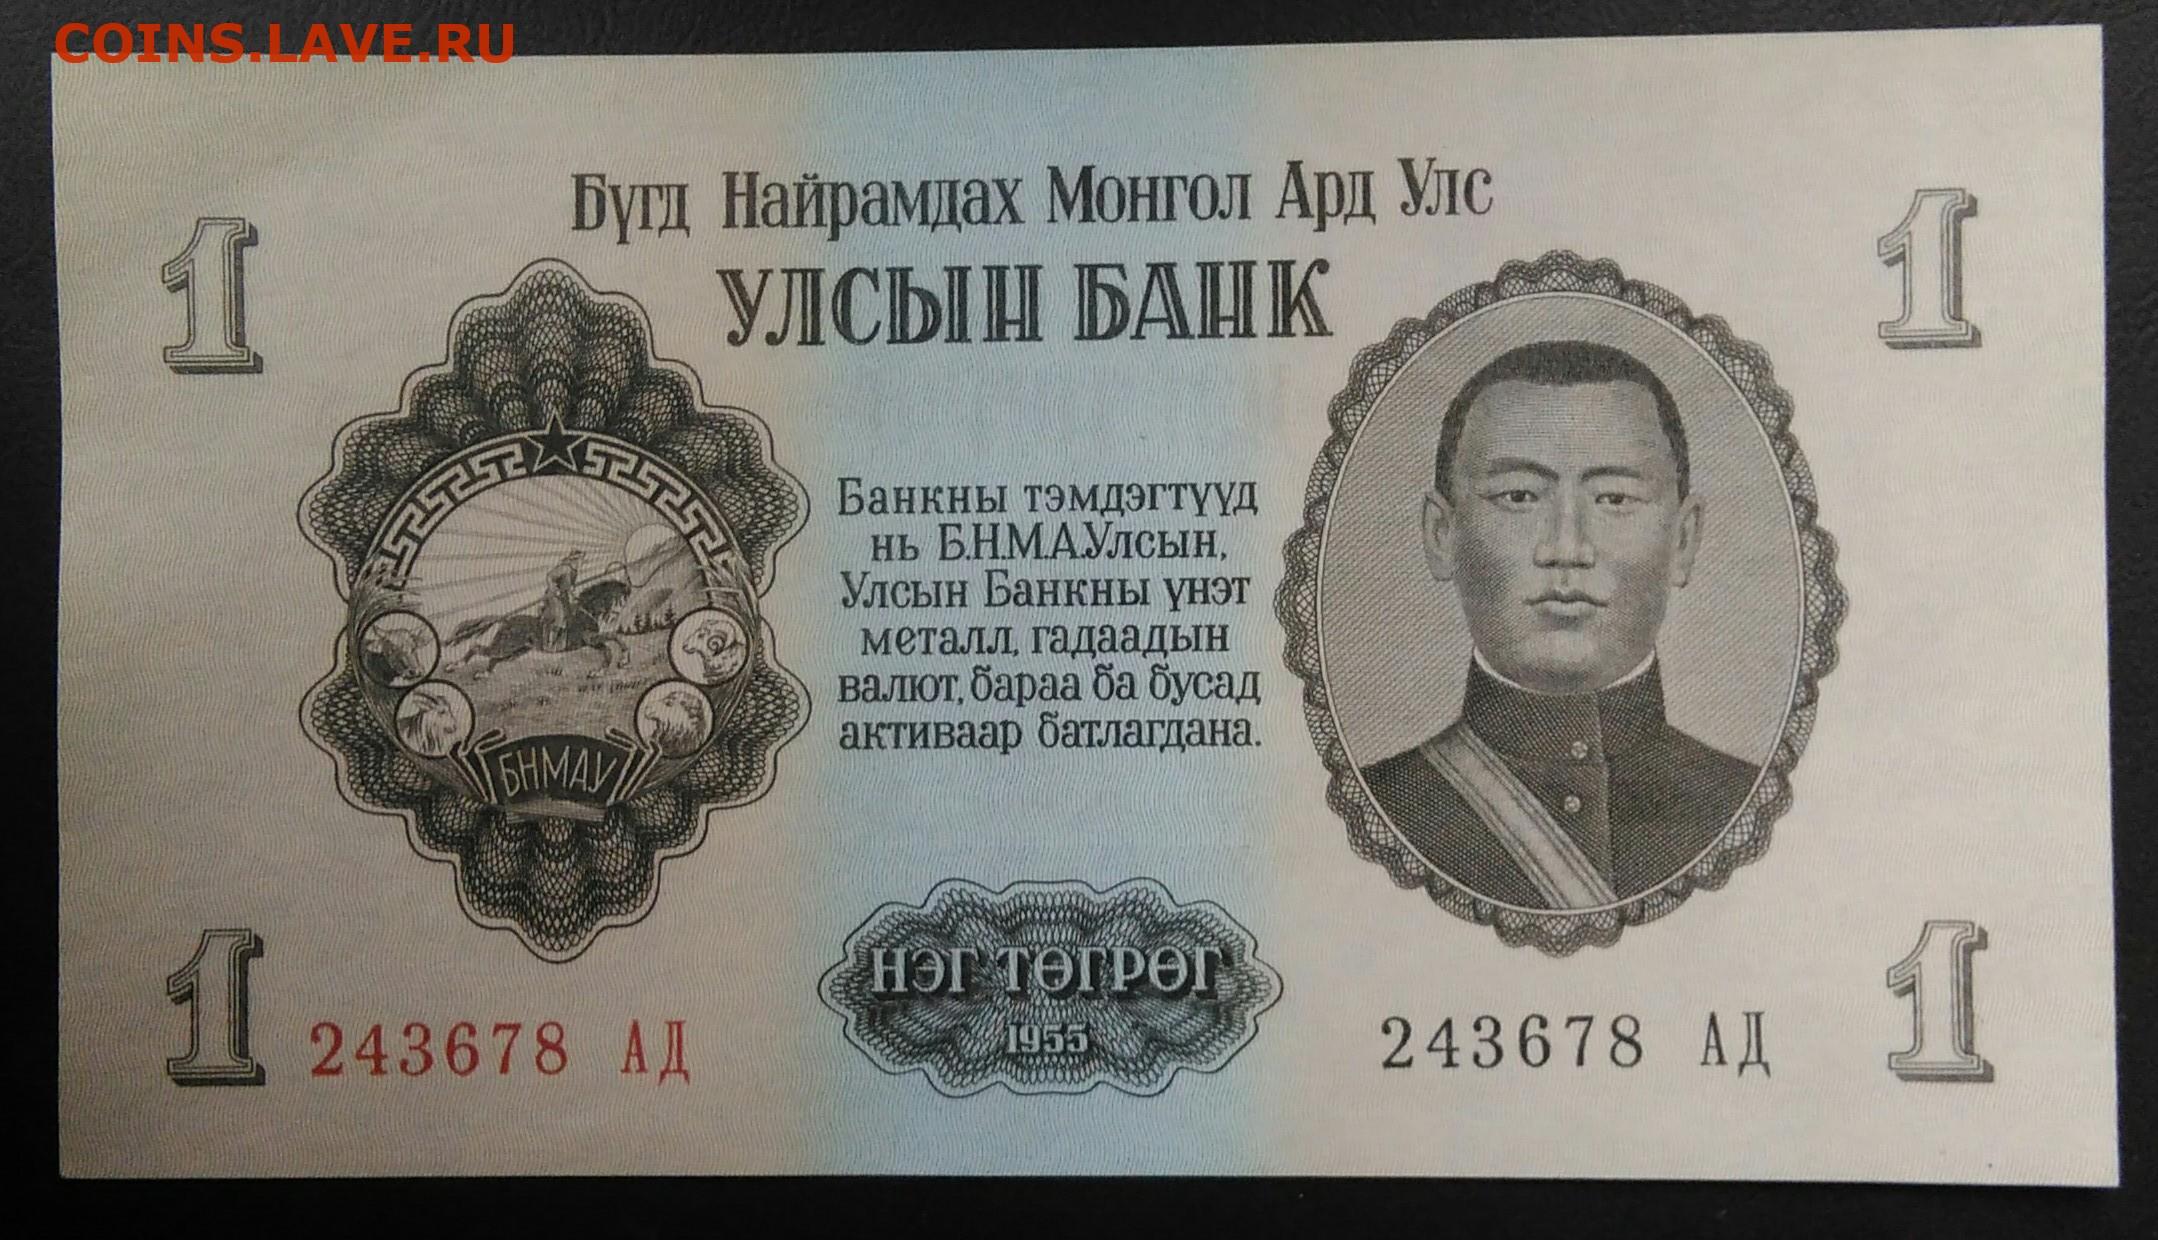 COINS.LAVE.RU
Бүгд Найрамдах Монгол Ард Улс
УЛСЫН БАНК
1
1
Банкны тэмдэгтүүд
нь Б.Н.М.А.Улсын,
Улсын Банкны үнэт
металл, гадаадын
валют, бараа ба бусад
активаар батлагдана.
БНМАУ
НЭГ ТӨГРӨГ
1955
1
243678 АД
243678 АД
1